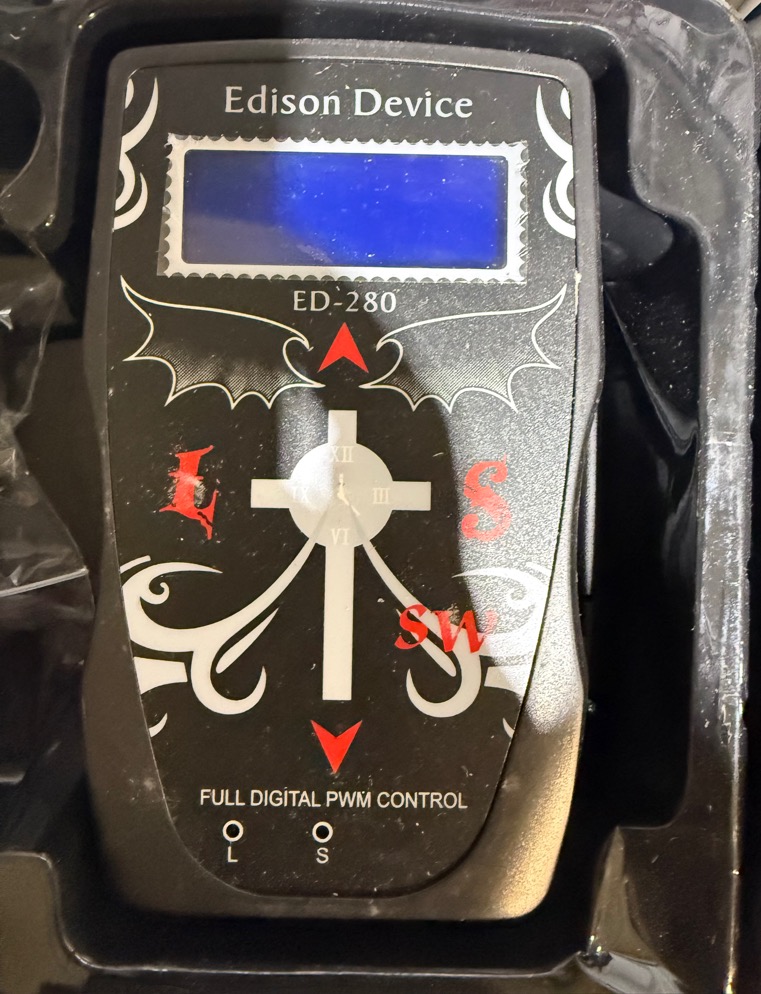 Edison Device
ED-280
XII
IX III
VI
L S
SW
FULL DIGITAL PWM CONTROL
L S